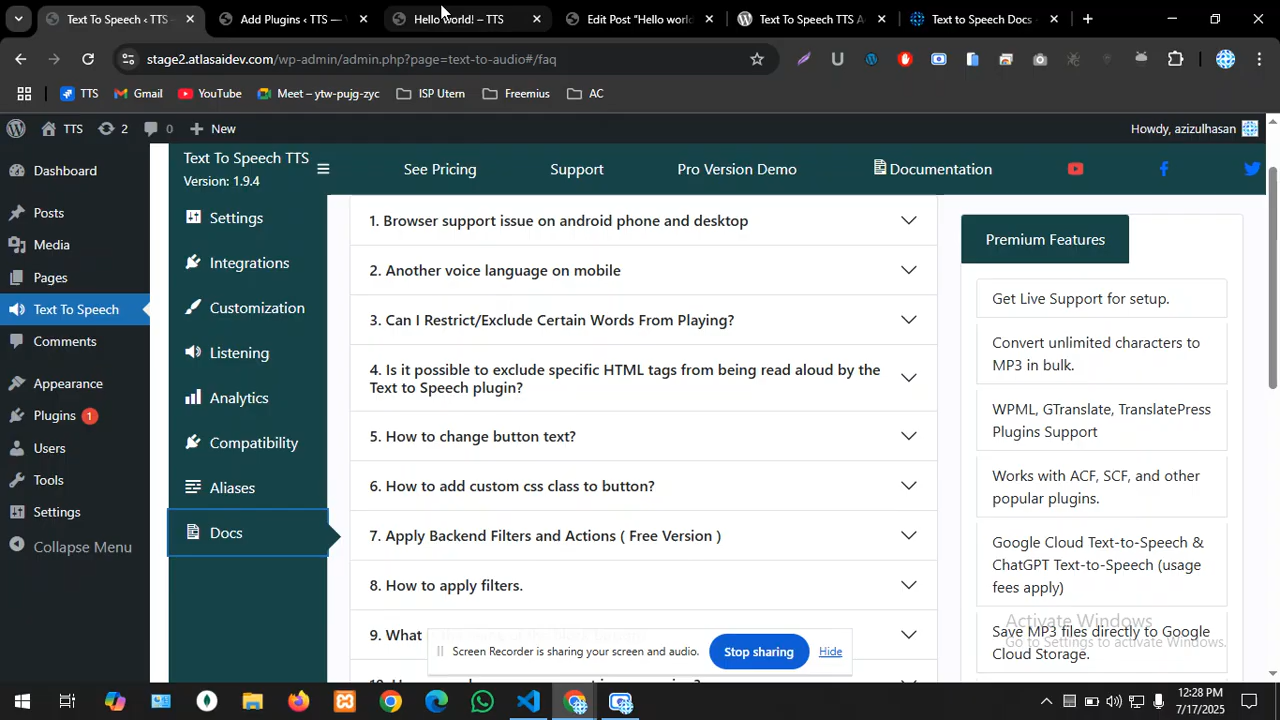 Text To Speech TTS
Add Plugins ‹ TTS —
Hello world! – TTS
Edit Post "Hello worl
Text To Speech TTS A
Text to Speech Docs
stage2.atlasaidev.com/wp-admin/admin.php?page=text-to-audio#/faq
TTS
Gmail
YouTube
Meet – ytw-pujg-zyc
ISP Utern
Freemius
AC
TTS
2
0
New
Howdy, azizulhasan
Dashboard
Posts
Media
Pages
Text To Speech
Comments
Appearance
Plugins 1
Users
Tools
Settings
Collapse Menu
Text To Speech TTS
Version: 1.9.4
See Pricing
Support
Pro Version Demo
Documentation
Settings
Integrations
Customization
Listening
Analytics
Compatibility
Aliases
Docs
1. Browser support issue on android phone and desktop
2. Another voice language on mobile
3. Can I Restrict/Exclude Certain Words From Playing?
4. Is it possible to exclude specific HTML tags from being read aloud by the
Text to Speech plugin?
5. How to change button text?
6. How to add custom css class to button?
7. Apply Backend Filters and Actions ( Free Version )
8. How to apply filters.
9. What
Premium Features
Get Live Support for setup.
Convert unlimited characters to
MP3 in bulk.
WPML, GTranslate, TranslatePress
Plugins Support
Works with ACF, SCF, and other
popular plugins.
Google Cloud Text-to-Speech &
ChatGPT Text-to-Speech (usage
fees apply)
Save MP3 files directly to Google
Cloud Storage.
Activate Windows
Go to Settings to activate Windows.
Screen Recorder is sharing your screen and audio.
Stop sharing
Hide
12:28 PM
7/17/2025